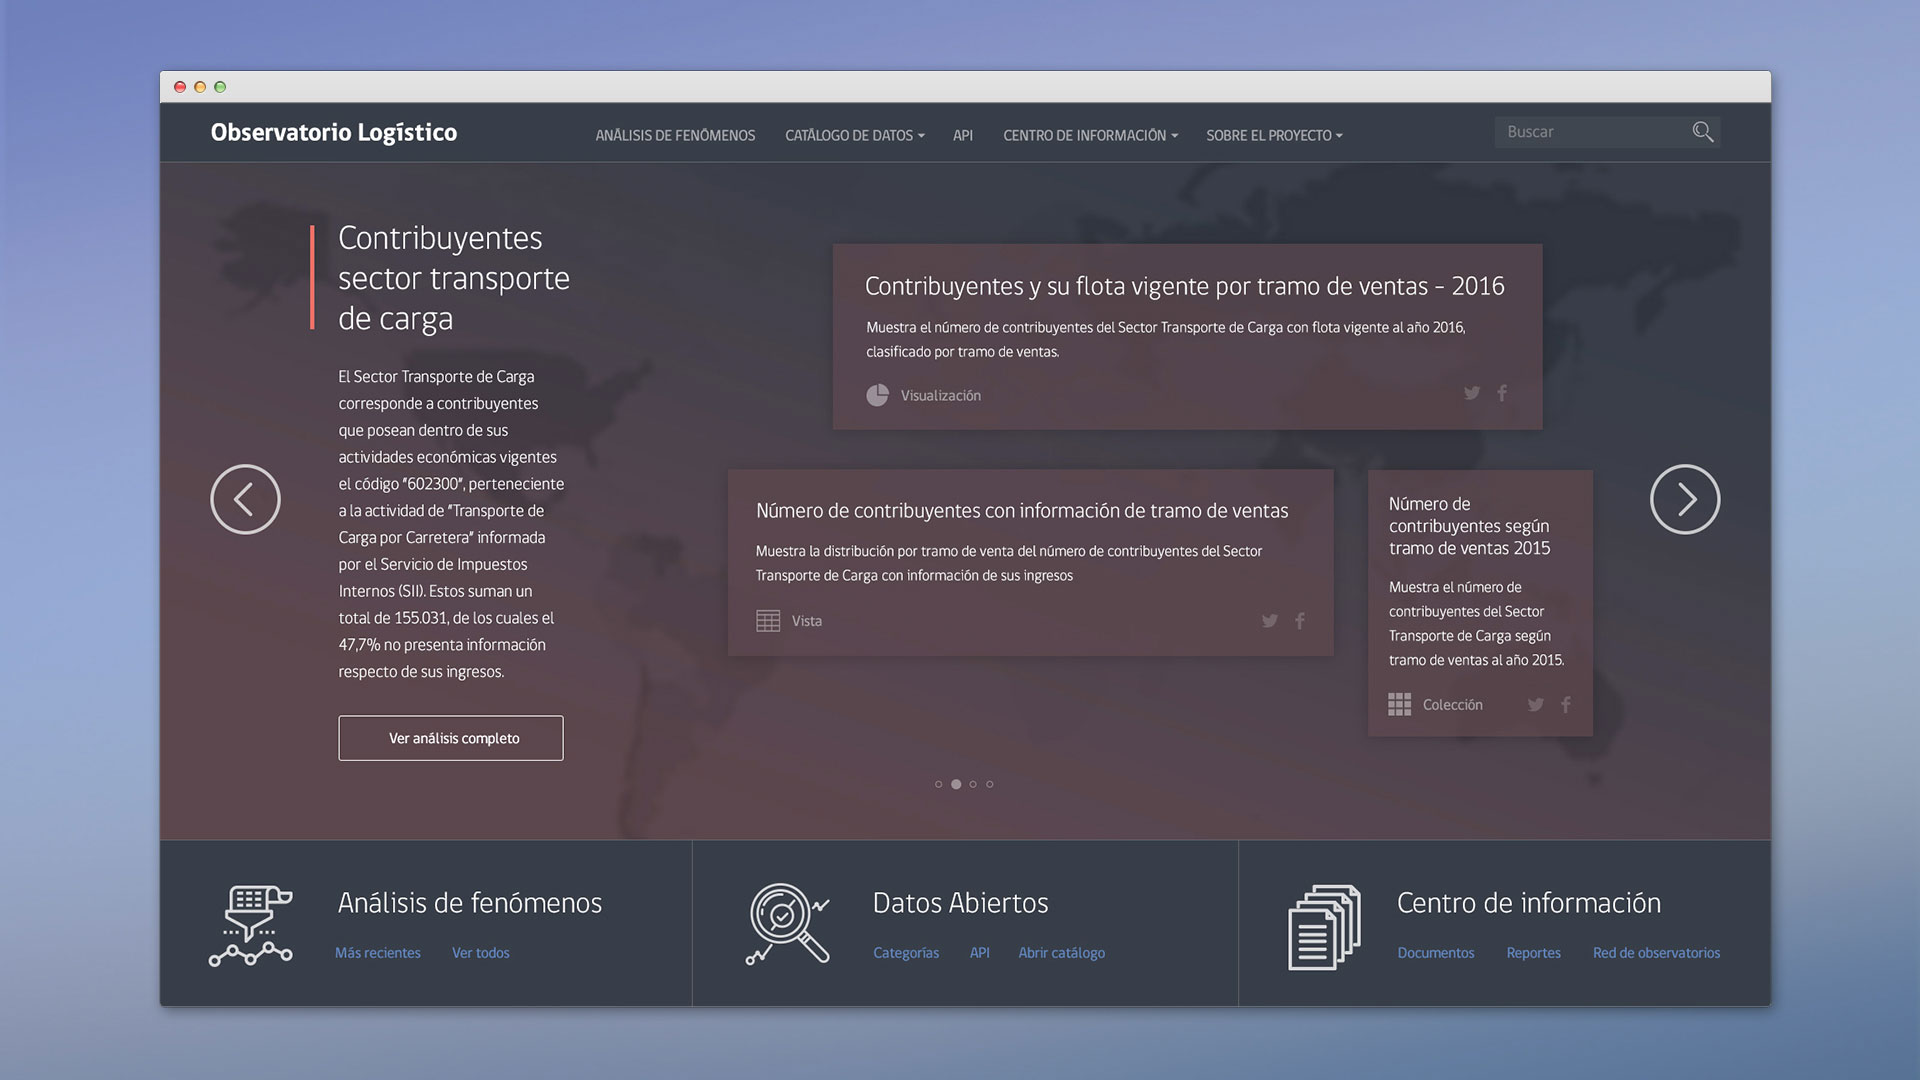 Observatorio Logístico
ANÁLISIS DE FENÓMENOS
CATÁLOGO DE DATOS
API
CENTRO DE INFORMACIÓN
SOBRE EL PROYECTO
Buscar
Contribuyentes
sector transporte
de carga
El Sector Transporte de Carga
corresponde a contribuyentes
que posean dentro de sus
actividades económicas vigentes
el código "602300", perteneciente
a la actividad de "Transporte de
Carga por Carretera" informada
por el Servicio de Impuestos
Internos (SII). Estos suman un
total de 155.031, de los cuales el
47,7% no presenta información
respecto de sus ingresos.
Ver análisis completo
Contribuyentes y su flota vigente por tramo de ventas - 2016
Muestra el número de contribuyentes del Sector Transporte de Carga con flota vigente al año 2016,
clasificado por tramo de ventas.
Visualización
Número de contribuyentes con información de tramo de ventas
Muestra la distribución por tramo de venta del número de contribuyentes del Sector
Transporte de Carga con información de sus ingresos
Vista
Número de
contribuyentes según
tramo de ventas 2015
Muestra el número de
contribuyentes del Sector
Transporte de Carga según
tramo de ventas al año 2015.
Colección
Análisis de fenómenos
Más recientes
Ver todos
Datos Abiertos
Categorías
API
Abrir catálogo
Centro de información
Documentos
Reportes
Red de observatorios